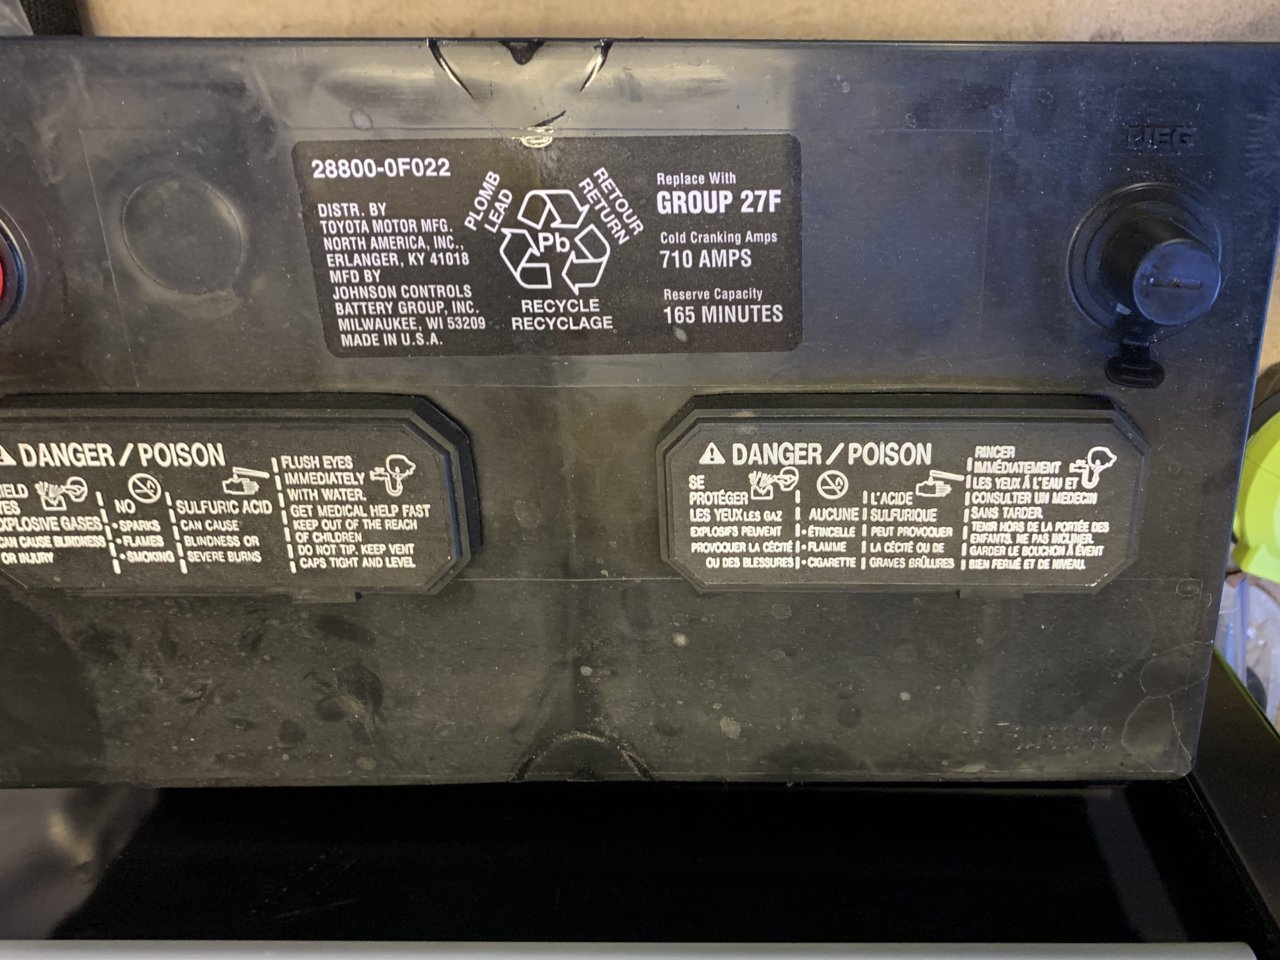 NEG
28800-0F022
DISTR. BY
TOYOTA MOTOR MFG.
NORTH AMERICA, INC.,
ERLANGER, KY 41018
MFD BY
JOHNSON CONTROLS
BATTERY GROUP, INC.
MILWAUKEE, WI 53209
MADE IN U.S.A.
PLOMB
LEAD
RETOUR
RETURN
Pb
RECYCLE
RECYCLAGE
Replace With
GROUP 27F
Cold Cranking Amps
710 AMPS
Reserve Capacity
165 MINUTES
DANGER/POISON
EXPLOSIVE GASES
CAN CAUSE BLINDNESS
OR INJURY
NO
•SPARKS
•FLAMES
•SMOKING
SULFURIC ACID
CAN CAUSE
BLINDNESS OR
SEVERE BURNS
FLUSH EYES
IMMEDIATELY
WITH WATER.
GET MEDICAL HELP FAST
KEEP OUT OF THE REACH
OF CHILDREN
DO NOT TIP. KEEP VENT
CAPS TIGHT AND LEVEL
DANGER/POISON
SE
PROTÉGER
LES YEUX LES GAZ
EXPLOSIFS PEUVENT
PROVOQUER LA CÉCITÉ
OU DES BLESSURES
AUCUNE
•ÉTINCELLE
•FLAMME
•CIGARETTE
L'ACIDE
SULFURIQUE
PEUT PROVOQUER
LA CÉCITÉ OU DE
GRAVES BRÛLURES
RINCER
IMMÉDIATEMENT
LES YEUX À L'EAU ET
CONSULTER UN MEDECIN
SANS TARDER.
TENIR HORS DE LA PORTÉE DES
ENFANTS. NE PAS INCLINER.
GARDER LE BOUCHON À ÉVENT
BIEN FERMÉ ET DE NIVEAU.